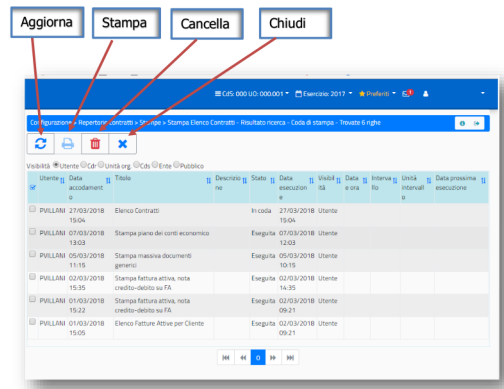 Aggiorna Stampa Cancella Chiudi
CdS: 000 UO: 000.001 Esercizio: 2017 Preferiti
Configurazione > Repertorio Contratti > Stampe > Stampa Elenco Contratti - Risultato ricerca - Coda di stampa - Trovate 6 righe
Visibilità Utente Cdr Unità org. Cds Ente Pubblico
Utente Data accodamento Titolo Descrizione Stato Data esecuzione Visibilità Data e ora Intervallo Unità intervallo Data prossima esecuzione
PVILLANI 27/03/2018 15:04 Elenco Contratti In coda 27/03/2018 15:04 Utente
PVILLANI 07/03/2018 13:03 Stampa piano dei conti economico Eseguita 07/03/2018 12:03 Utente
PVILLANI 05/03/2018 11:15 Stampa massiva documenti generici Eseguita 05/03/2018 10:15 Utente
PVILLANI 02/03/2018 15:35 Stampa fattura attiva, nota credito-debito su FA Eseguita 02/03/2018 14:35 Utente
PVILLANI 01/03/2018 15:22 Stampa fattura attiva, nota credito-debito su FA Eseguita 02/03/2018 09:21 Utente
PVILLANI 01/03/2018 15:05 Elenco Fatture Attive per Cliente Eseguita 02/03/2018 09:21 Utente
0